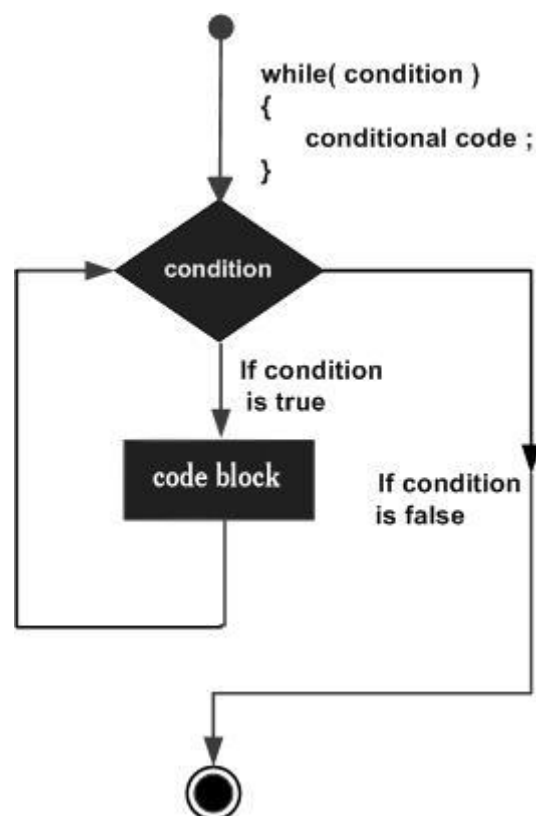 while( condition )
{
conditional code ;
}
condition
If condition
is true
code block
If condition
is false